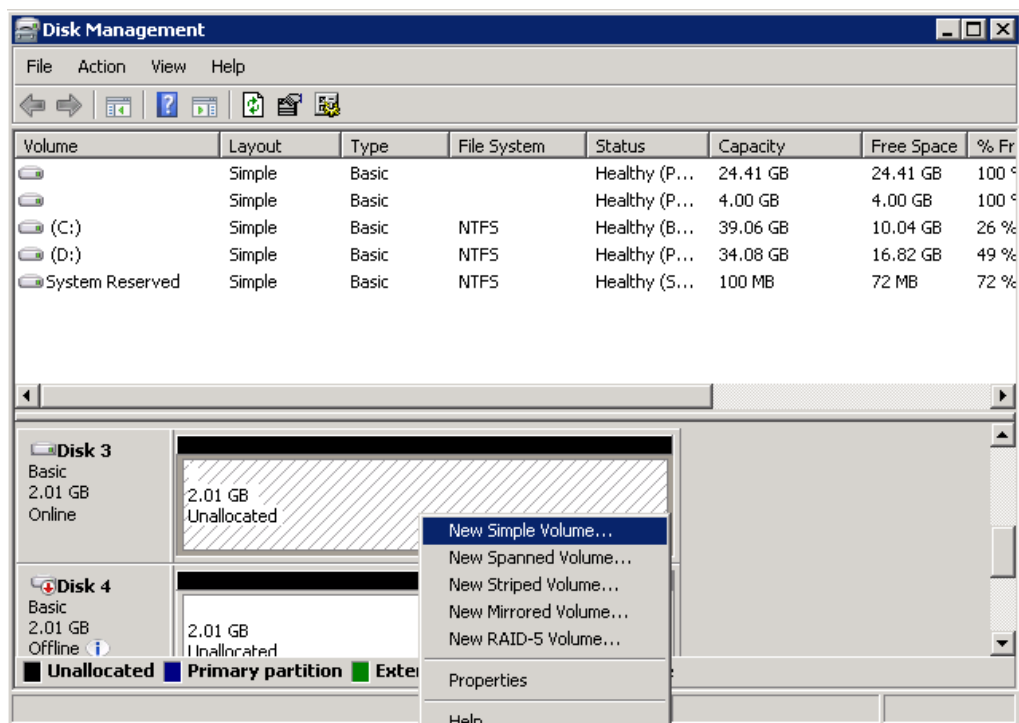 Disk Management
File Action View Help
Volume Layout Type File System Status Capacity Free Space % Fr
Simple Basic Healthy (P... 24.41 GB 24.41 GB 100 %
Simple Basic Healthy (P... 4.00 GB 4.00 GB 100 %
(C:) Simple Basic NTFS Healthy (B... 39.06 GB 10.04 GB 26 %
(D:) Simple Basic NTFS Healthy (P... 34.08 GB 16.82 GB 49 %
System Reserved Simple Basic NTFS Healthy (S... 100 MB 72 MB 72 %
Disk 3
Basic
2.01 GB
Online
2.01 GB
Unallocated
New Simple Volume...
New Spanned Volume...
New Striped Volume...
New Mirrored Volume...
New RAID-5 Volume...
Properties
Help
Disk 4
Basic
2.01 GB
Offline
2.01 GB
Unallocated
Unallocated Primary partition Exte